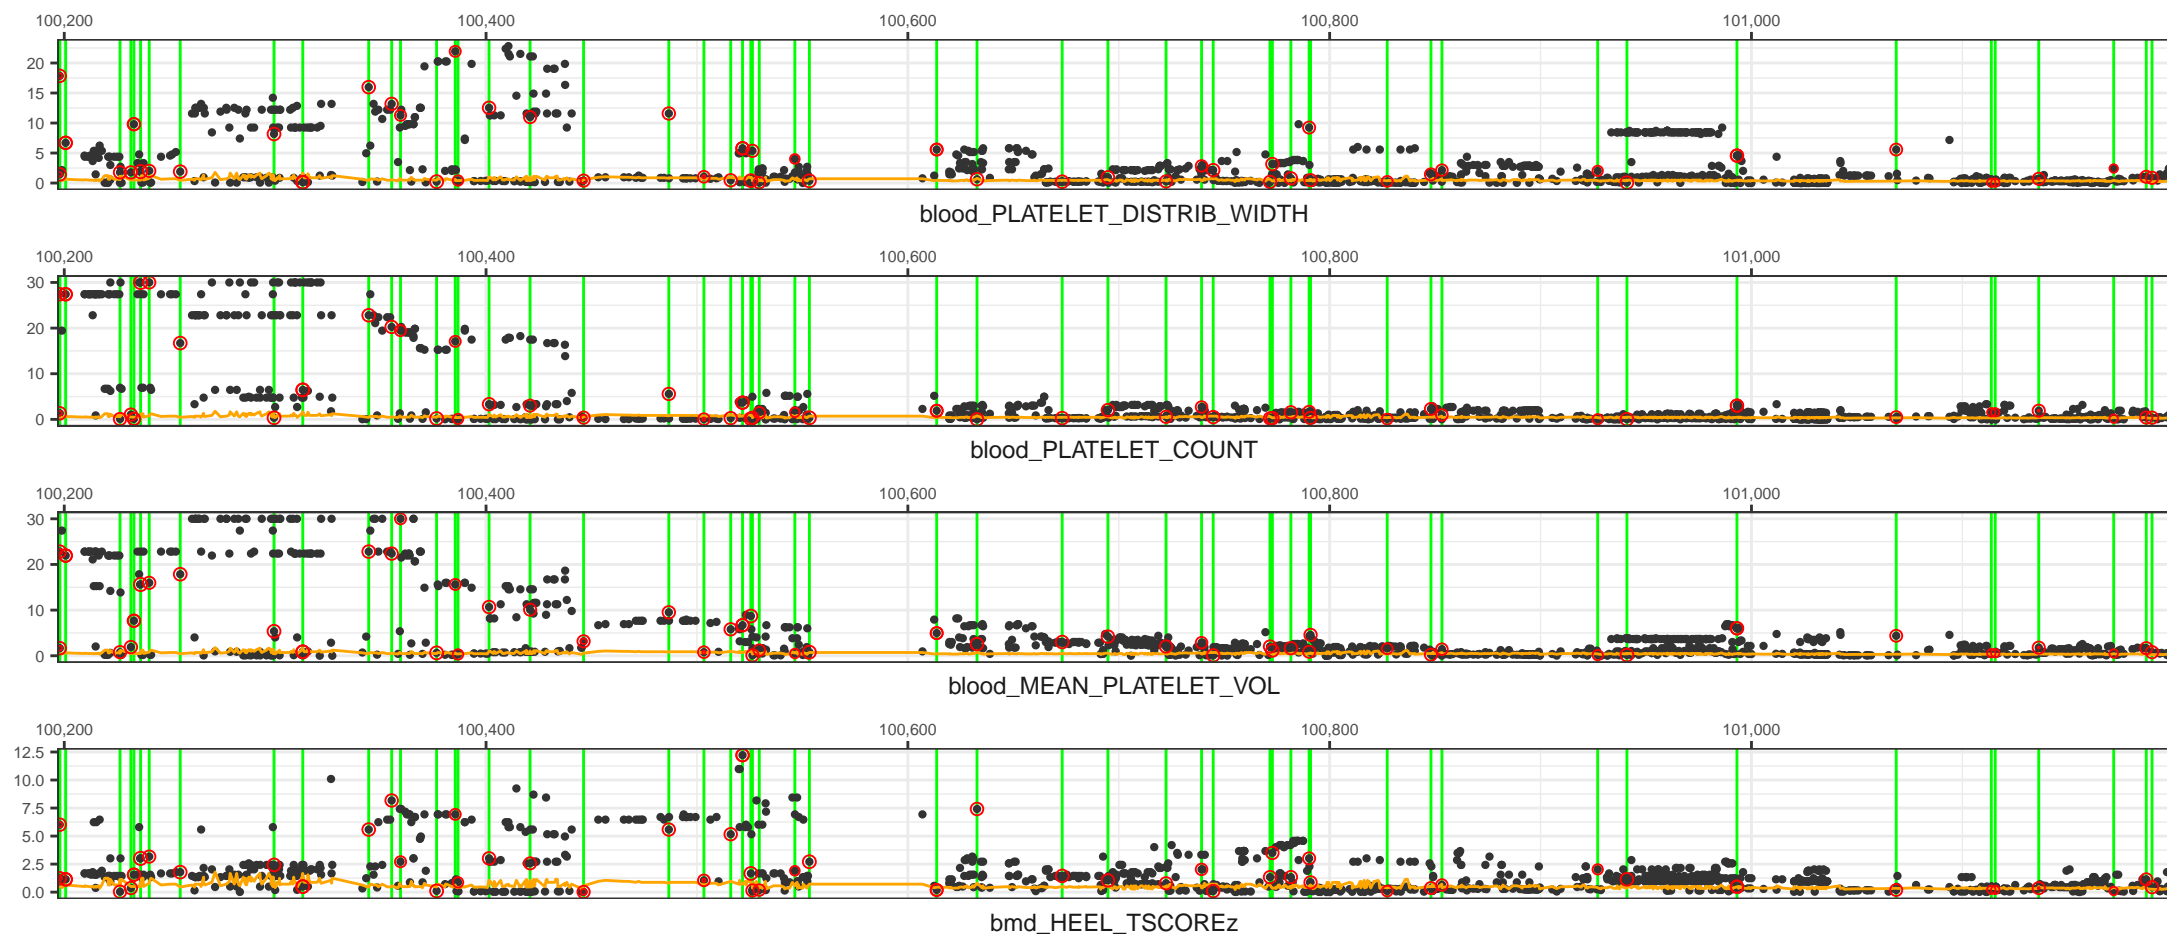 100,200 100,400 100,600 100,800 101,000
20
15
10
5
0
blood_PLATELET_DISTRIB_WIDTH
100,200 100,400 100,600 100,800 101,000
30
20
10
0
blood_PLATELET_COUNT
100,200 100,400 100,600 100,800 101,000
30
20
10
0
blood_MEAN_PLATELET_VOL
100,200 100,400 100,600 100,800 101,000
12.5
10.0
7.5
5.0
2.5
0.0
bmd_HEEL_TSCOREz